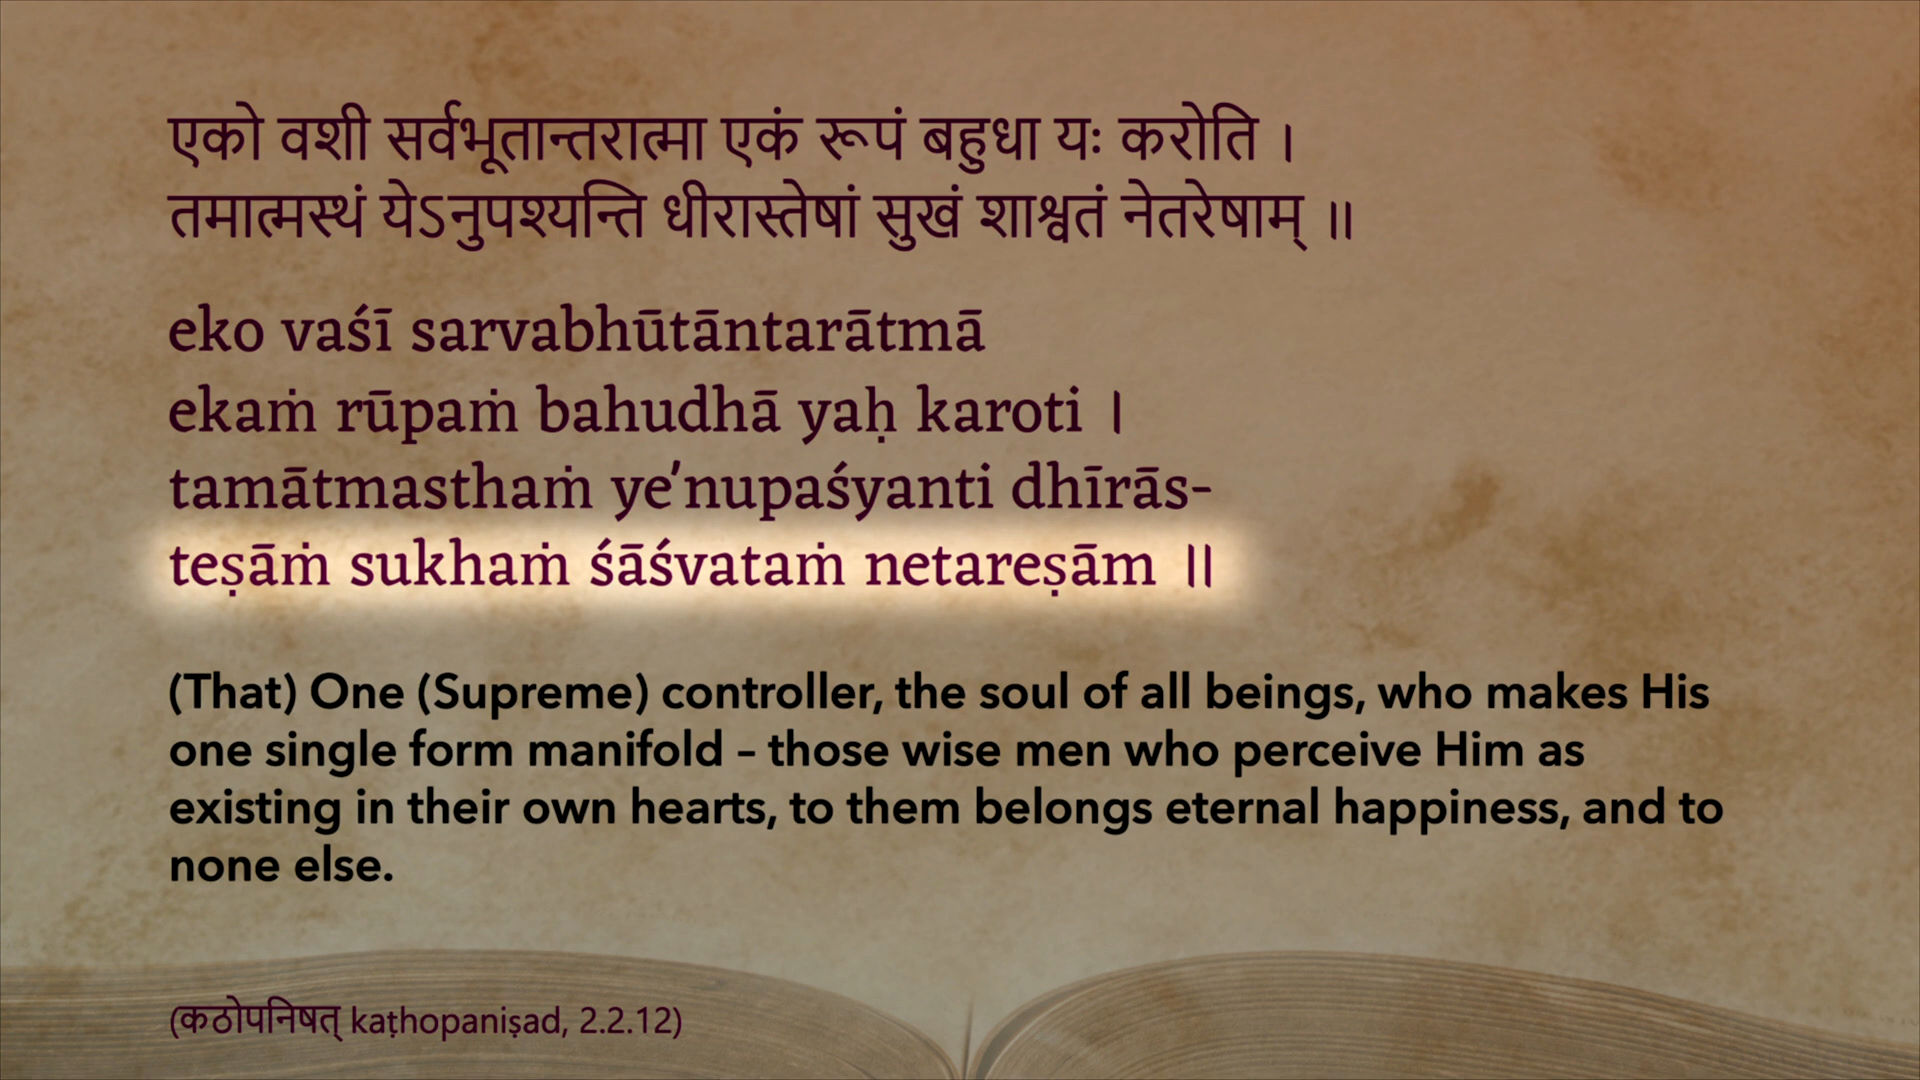 एको वशी सर्वभूतान्तरात्मा एकं रूपं बहुधा यः करोति ।
तमात्मस्थं येऽनुपश्यन्ति धीरास्तेषां सुखं शाश्वतं नेतरेषाम् ॥
eko vaśī sarvabhūtāntarātmā
ekaṁ rūpaṁ bahudhā yaḥ karoti ।
tamātmasthaṁ ye’nupaśyanti dhīrās-
teṣāṁ sukhaṁ śāśvataṁ netareṣām ॥
(That) One (Supreme) controller, the soul of all beings, who makes His
one single form manifold – those wise men who perceive Him as
existing in their own hearts, to them belongs eternal happiness, and to
none else.
(कठोपनिषत् kaṭhopaniṣad, 2.2.12)